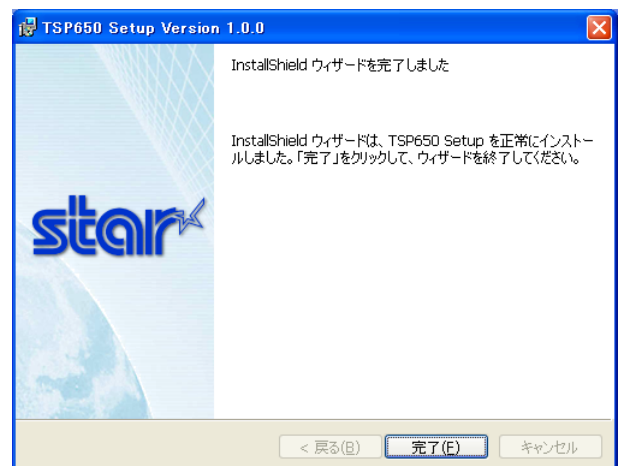 TSP650 Setup Version 1.0.0
InstallShield ウィザードを完了しました
InstallShield ウィザードは、TSP650 Setup を正常にインストー
ルしました。「完了」をクリックして、ウィザードを終了してください。
star
< 戻る(B)
完了(F)
キャンセル